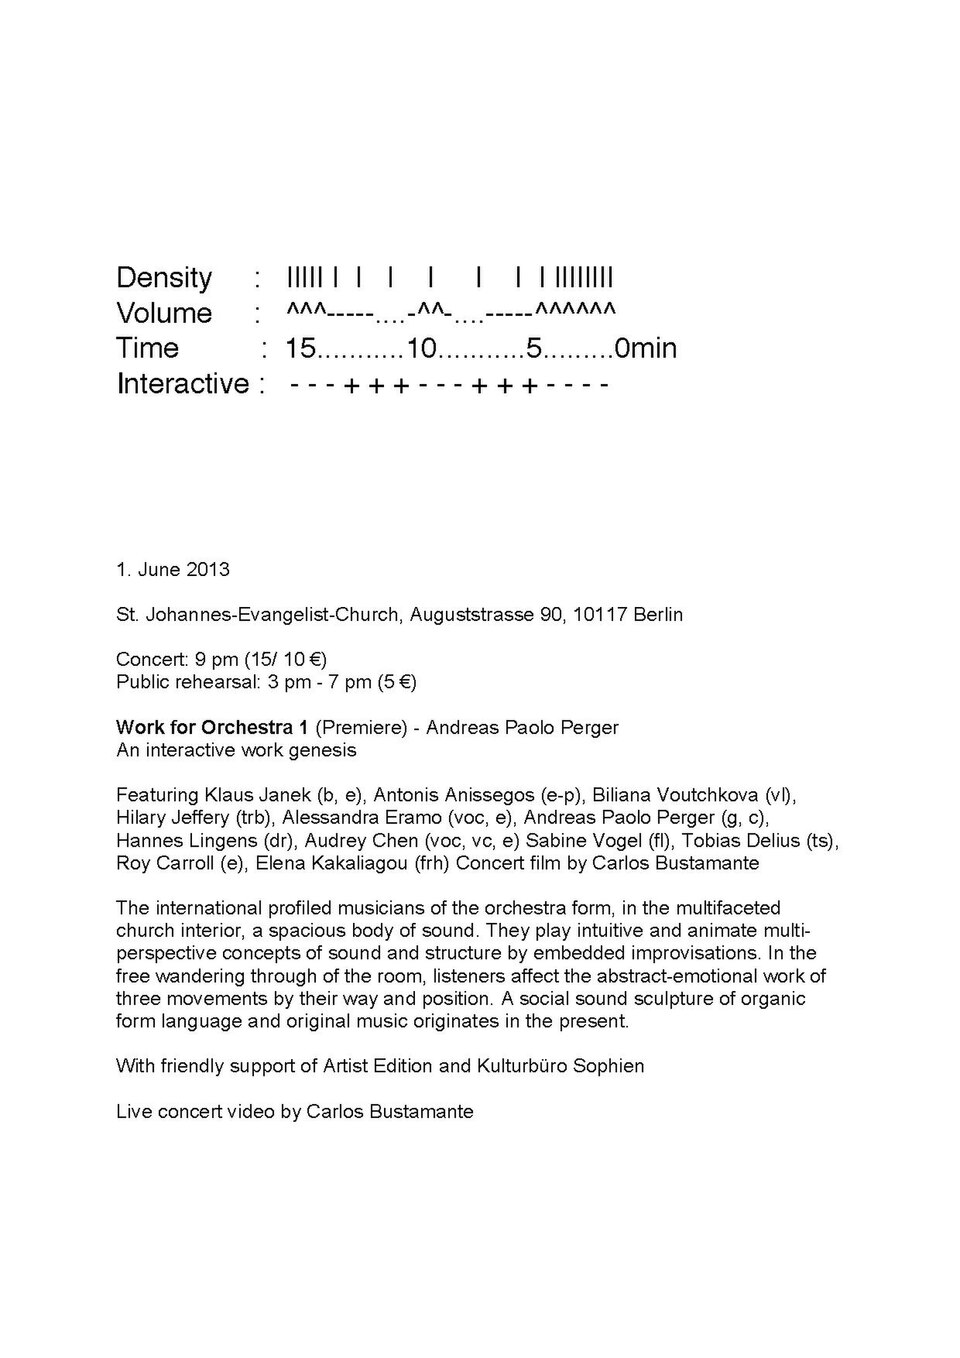 Density : IIIII I I I I I I I IIIIIIII
Volume : ^^^-----....-^^-....-----^^^^^^
Time : 15...........10...........5.........0min
Interactive : - - - + + + - - - + + + - - - -
1. June 2013
St. Johannes-Evangelist-Church, Auguststrasse 90, 10117 Berlin
Concert: 9 pm (15/ 10 €)
Public rehearsal: 3 pm - 7 pm (5 €)
Work for Orchestra 1 (Premiere) - Andreas Paolo Perger
An interactive work genesis
Featuring Klaus Janek (b, e), Antonis Anissegos (e-p), Biliana Voutchkova (vl),
Hilary Jeffery (trb), Alessandra Eramo (voc, e), Andreas Paolo Perger (g, c),
Hannes Lingens (dr), Audrey Chen (voc, vc, e) Sabine Vogel (fl), Tobias Delius (ts),
Roy Carroll (e), Elena Kakaliagou (frh) Concert film by Carlos Bustamante
The international profiled musicians of the orchestra form, in the multifaceted
church interior, a spacious body of sound. They play intuitive and animate multi-
perspective concepts of sound and structure by embedded improvisations. In the
free wandering through of the room, listeners affect the abstract-emotional work of
three movements by their way and position. A social sound sculpture of organic
form language and original music originates in the present.
With friendly support of Artist Edition and Kulturbüro Sophien
Live concert video by Carlos Bustamante